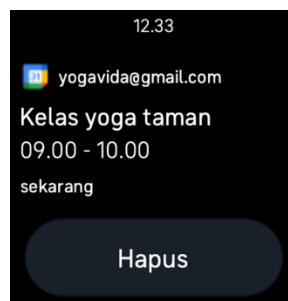 12.33
yogavida@gmail.com
Kelas yoga taman
09.00 - 10.00
sekarang
Hapus